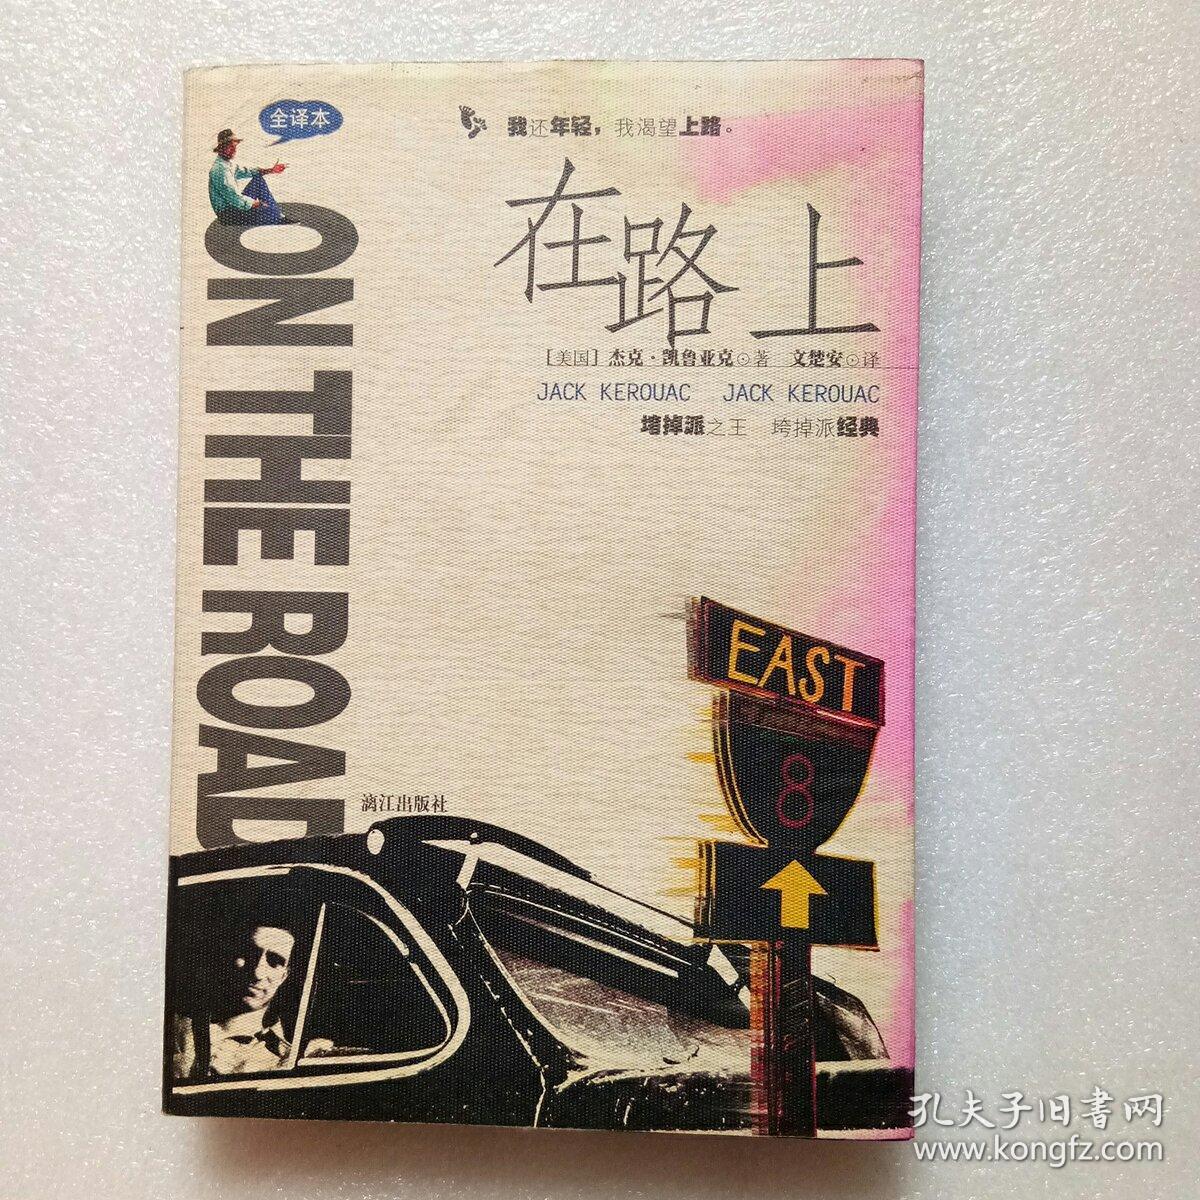 全译本
我还年轻，我渴望上路。
在路上
[美国] 杰克·凯鲁亚克⊙著 文楚安⊙译
JACK KEROUAC JACK KEROUAC
垮掉派之王 垮掉派经典
ON THE ROAD
漓江出版社
EAST
8
孔夫子旧書网
www.kongfz.com